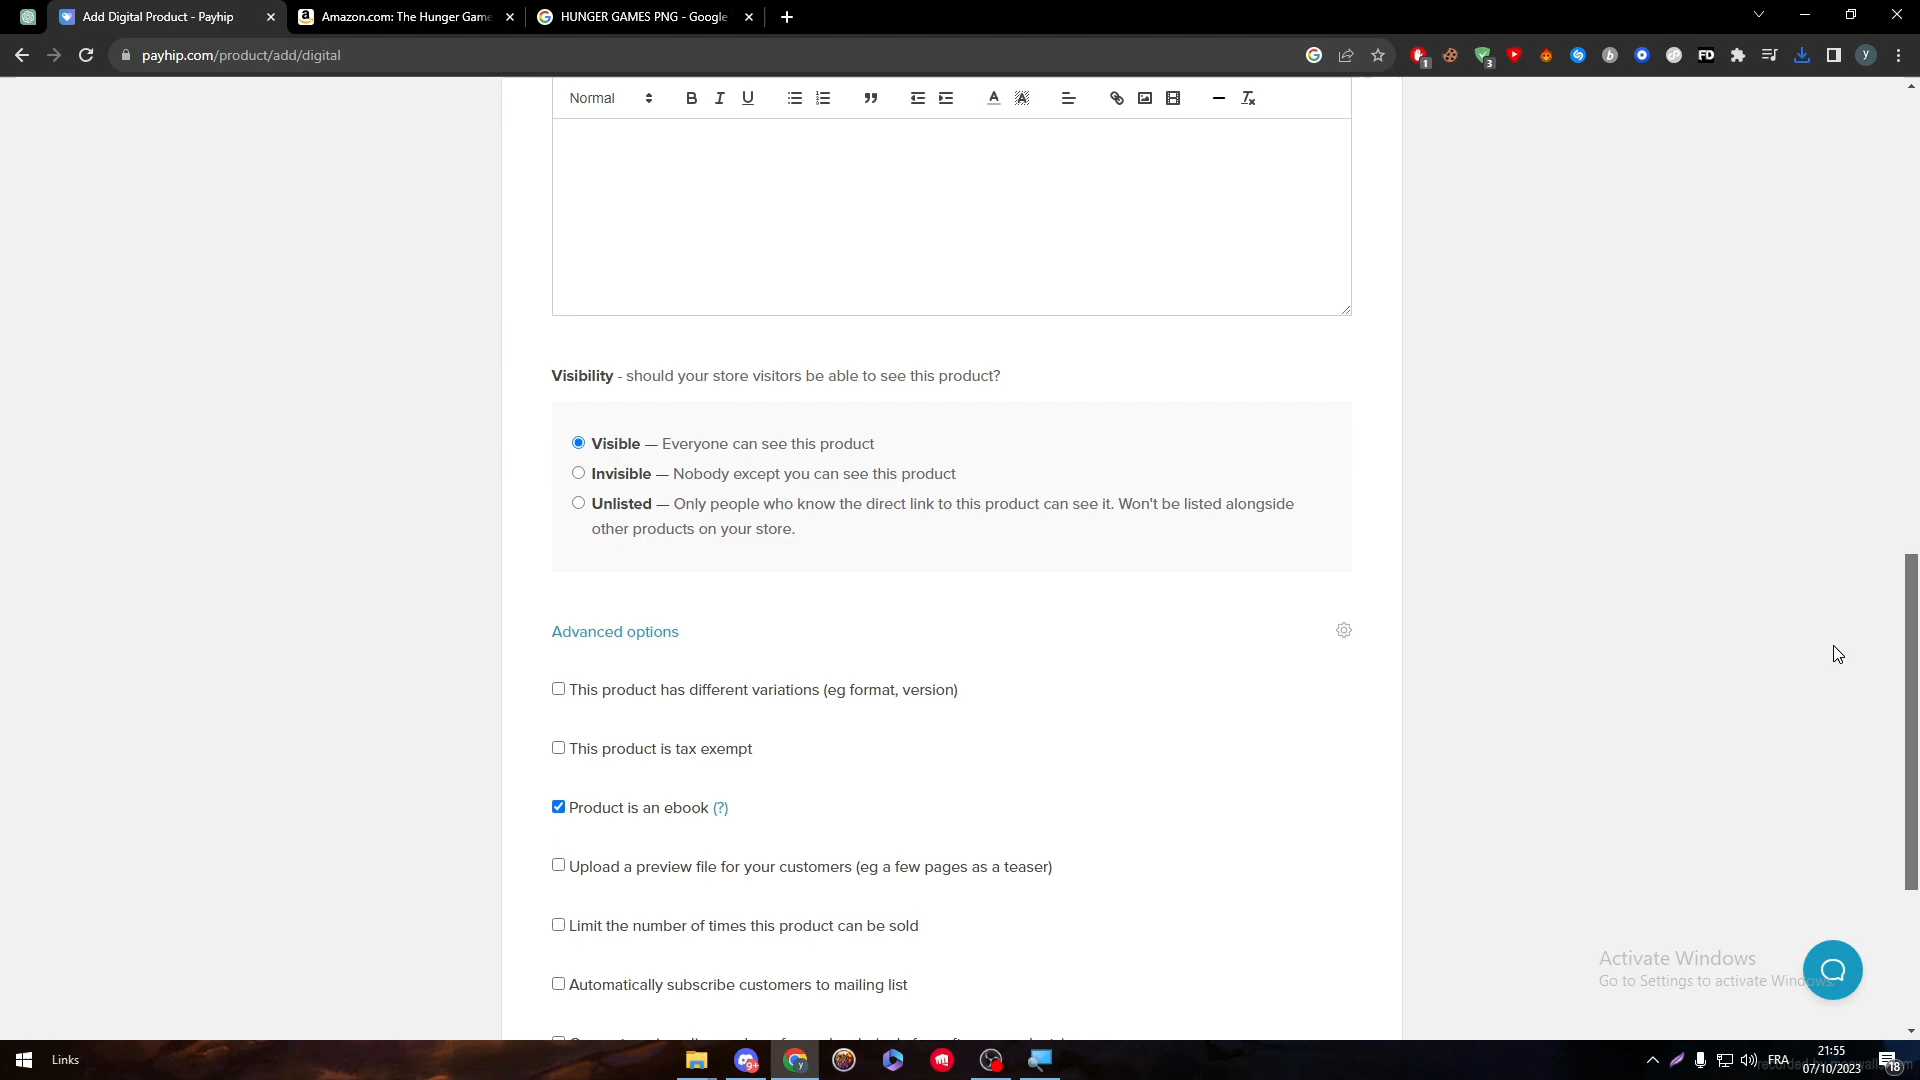 Add Digital Product - Payhip
Amazon.com: The Hunger Game
HUNGER GAMES PNG - Google
payhip.com/product/add/digital
1
3
FD
y
Normal
Visibility - should your store visitors be able to see this product?
Visible — Everyone can see this product
Invisible — Nobody except you can see this product
Unlisted — Only people who know the direct link to this product can see it. Won't be listed alongside
other products on your store.
Advanced options
This product has different variations (eg format, version)
This product is tax exempt
Product is an ebook (?)
Upload a preview file for your customers (eg a few pages as a teaser)
Limit the number of times this product can be sold
Automatically subscribe customers to mailing list
Activate Windows
Go to Settings to activate Windows.
Links
9+
FRA
21:55
07/10/2023
18